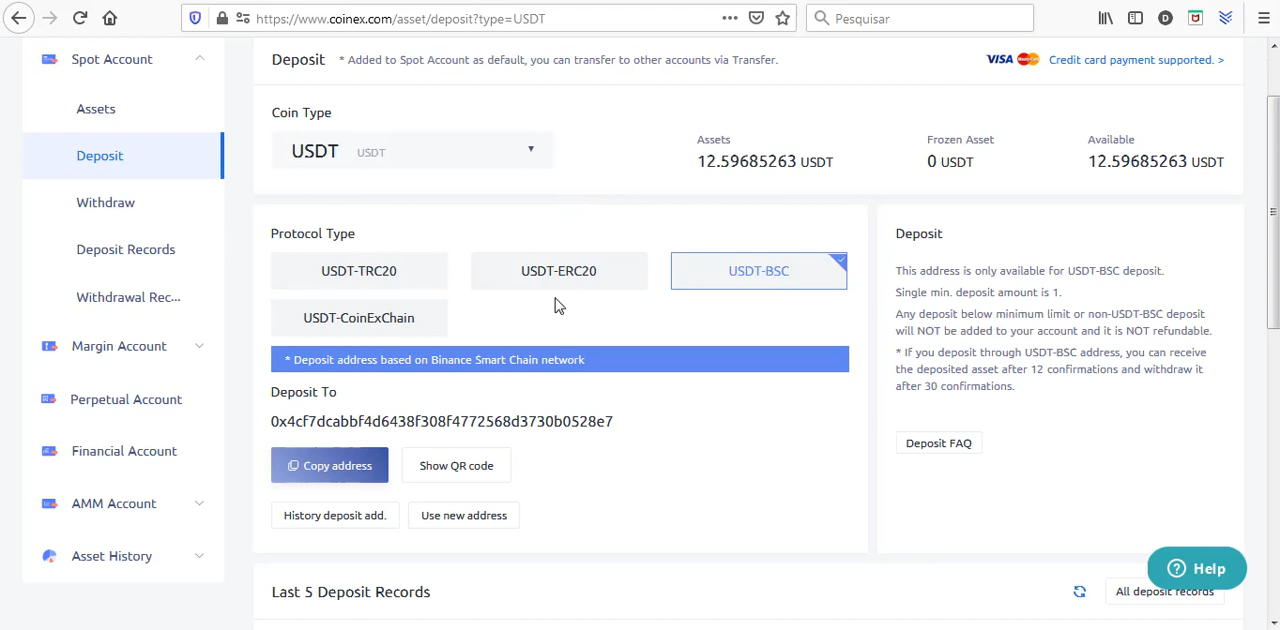 https://www.coinex.com/asset/deposit?type=USDT
Pesquisar
D
Spot Account
Assets
Deposit
Withdraw
Deposit Records
Withdrawal Rec...
Margin Account
Perpetual Account
Financial Account
AMM Account
Asset History
Deposit * Added to Spot Account as default, you can transfer to other accounts via Transfer.
VISA Credit card payment supported. >
Coin Type
USDT USDT
Assets
12.59685263 USDT
Frozen Asset
0 USDT
Available
12.59685263 USDT
Protocol Type
USDT-TRC20
USDT-ERC20
USDT-BSC
USDT-CoinExChain
* Deposit address based on Binance Smart Chain network
Deposit To
0x4cf7dcabbf4d6438f308f4772568d3730b0528e7
Copy address
Show QR code
History deposit add.
Use new address
Deposit
This address is only available for USDT-BSC deposit.
Single min. deposit amount is 1.
Any deposit below minimum limit or non-USDT-BSC deposit
will NOT be added to your account and it is NOT refundable.
* If you deposit through USDT-BSC address, you can receive
the deposited asset after 12 confirmations and withdraw it
after 30 confirmations.
Deposit FAQ
Help
Last 5 Deposit Records
All deposit records